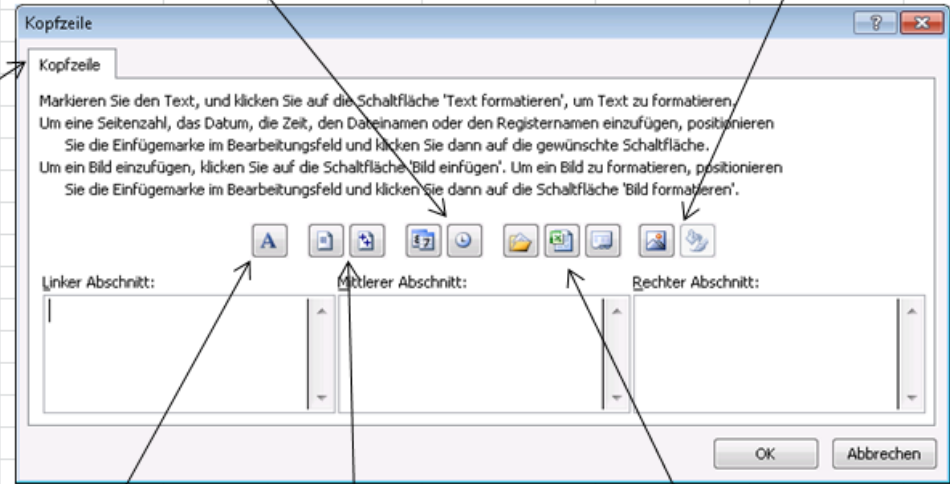 Kopfzeile
Kopfzeile
Markieren Sie den Text, und klicken Sie auf die Schaltfläche 'Text formatieren', um Text zu formatieren.
Um eine Seitenzahl, das Datum, die Zeit, den Dateinamen oder den Registernamen einzufügen, positionieren
Sie die Einfügemarke im Bearbeitungsfeld und klicken Sie dann auf die gewünschte Schaltfläche.
Um ein Bild einzufügen, klicken Sie auf die Schaltfläche 'Bild einfügen'. Um ein Bild zu formatieren, positionieren
Sie die Einfügemarke im Bearbeitungsfeld und klicken Sie dann auf die Schaltfläche 'Bild formatieren'.
A
Linker Abschnitt: Mittlerer Abschnitt: Rechter Abschnitt:
OK Abbrechen